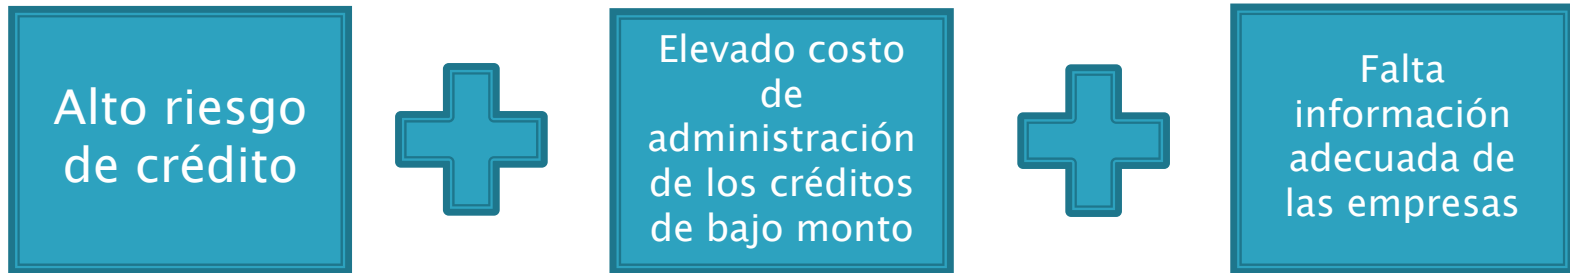 Alto riesgo
de crédito
Elevado costo
de
administración
de los créditos
de bajo monto
Falta
información
adecuada de
las empresas